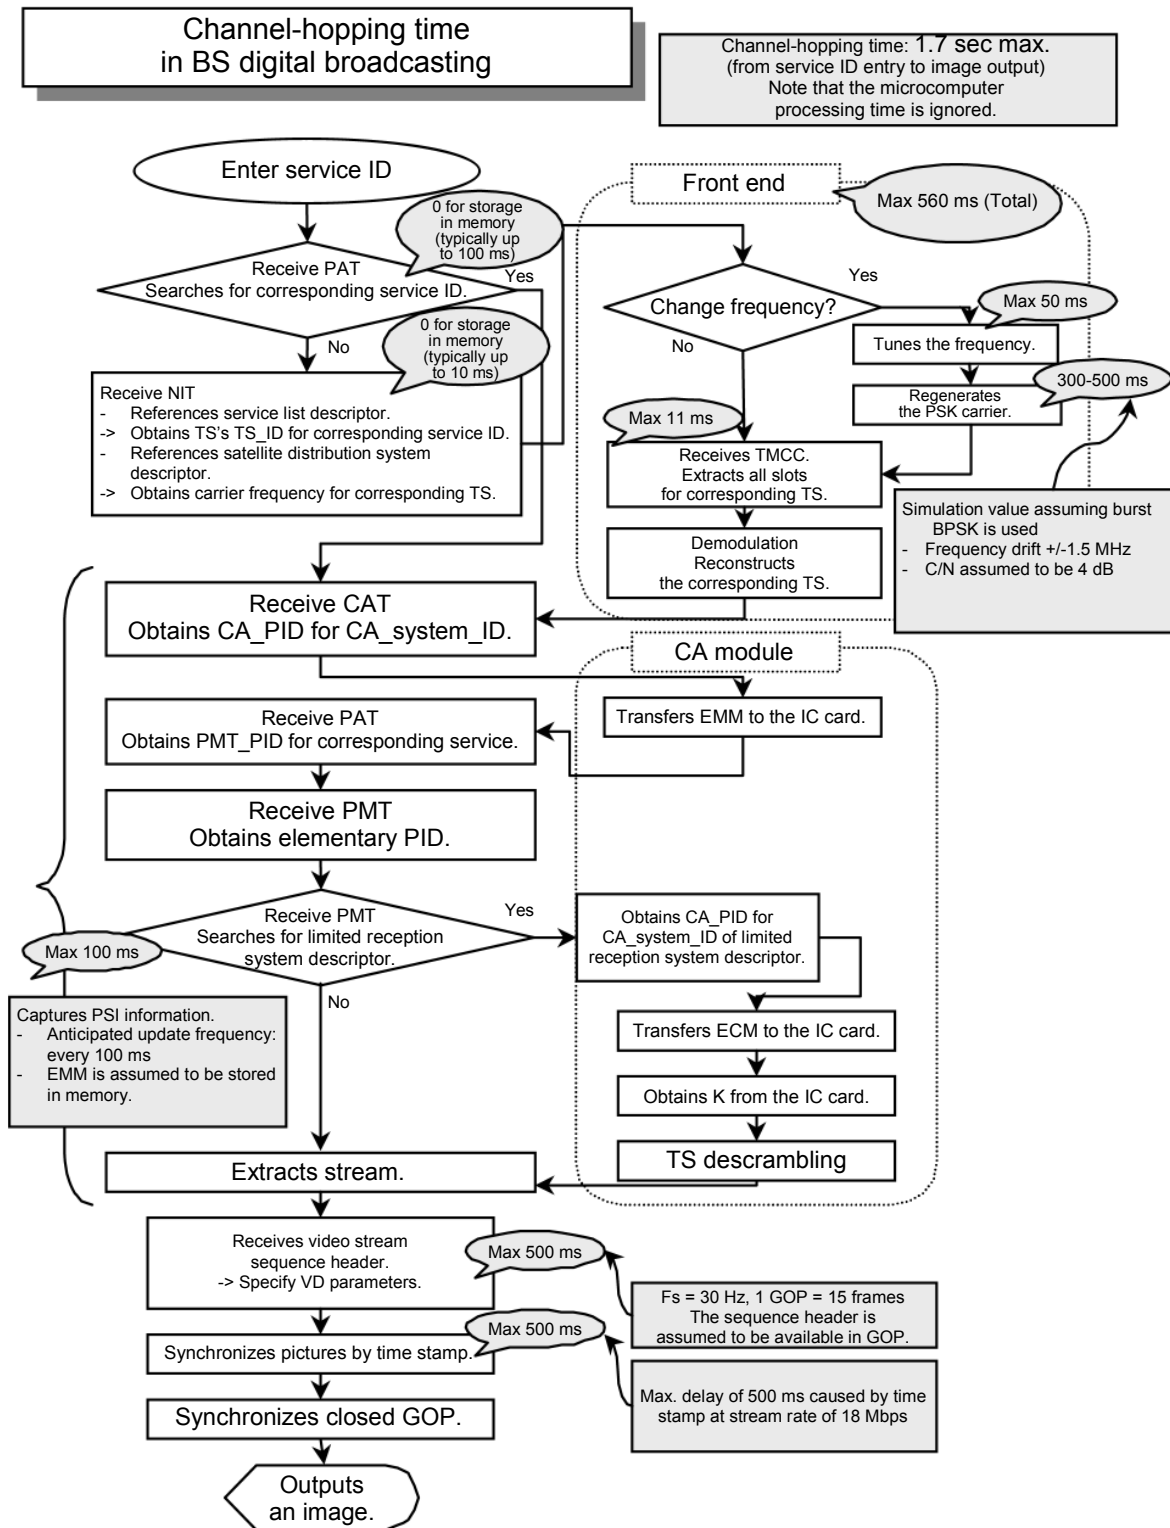 Channel-hopping time
in BS digital broadcasting
Channel-hopping time: 1.7 sec max.
(from service ID entry to image output)
Note that the microcomputer
processing time is ignored.
Enter service ID
0 for storage
in memory
(typically up
to 100 ms)
Receive PAT
Searches for corresponding service ID.
Yes
No
0 for storage
in memory
(typically up
to 10 ms)
Receive NIT
- References service list descriptor.
-> Obtains TS's TS_ID for corresponding service ID.
- References satellite distribution system
descriptor.
-> Obtains carrier frequency for corresponding TS.
Front end
Max 560 ms (Total)
Change frequency?
Yes
No
Max 50 ms
Tunes the frequency.
300-500 ms
Regenerates
the PSK carrier.
Max 11 ms
Receives TMCC.
Extracts all slots
for corresponding TS.
Demodulation
Reconstructs
the corresponding TS.
Simulation value assuming burst
BPSK is used
- Frequency drift +/-1.5 MHz
- C/N assumed to be 4 dB
Receive CAT
Obtains CA_PID for CA_system_ID.
CA module
Transfers EMM to the IC card.
Receive PAT
Obtains PMT_PID for corresponding service.
Receive PMT
Obtains elementary PID.
Receive PMT
Searches for limited reception
system descriptor.
Yes
No
Obtains CA_PID for
CA_system_ID of limited
reception system descriptor.
Max 100 ms
Captures PSI information.
- Anticipated update frequency:
every 100 ms
- EMM is assumed to be stored
in memory.
Transfers ECM to the IC card.
Obtains K from the IC card.
TS descrambling
Extracts stream.
Receives video stream
sequence header.
-> Specify VD parameters.
Max 500 ms
Fs = 30 Hz, 1 GOP = 15 frames
The sequence header is
assumed to be available in GOP.
Max 500 ms
Synchronizes pictures by time stamp.
Max. delay of 500 ms caused by time
stamp at stream rate of 18 Mbps
Synchronizes closed GOP.
Outputs
an image.